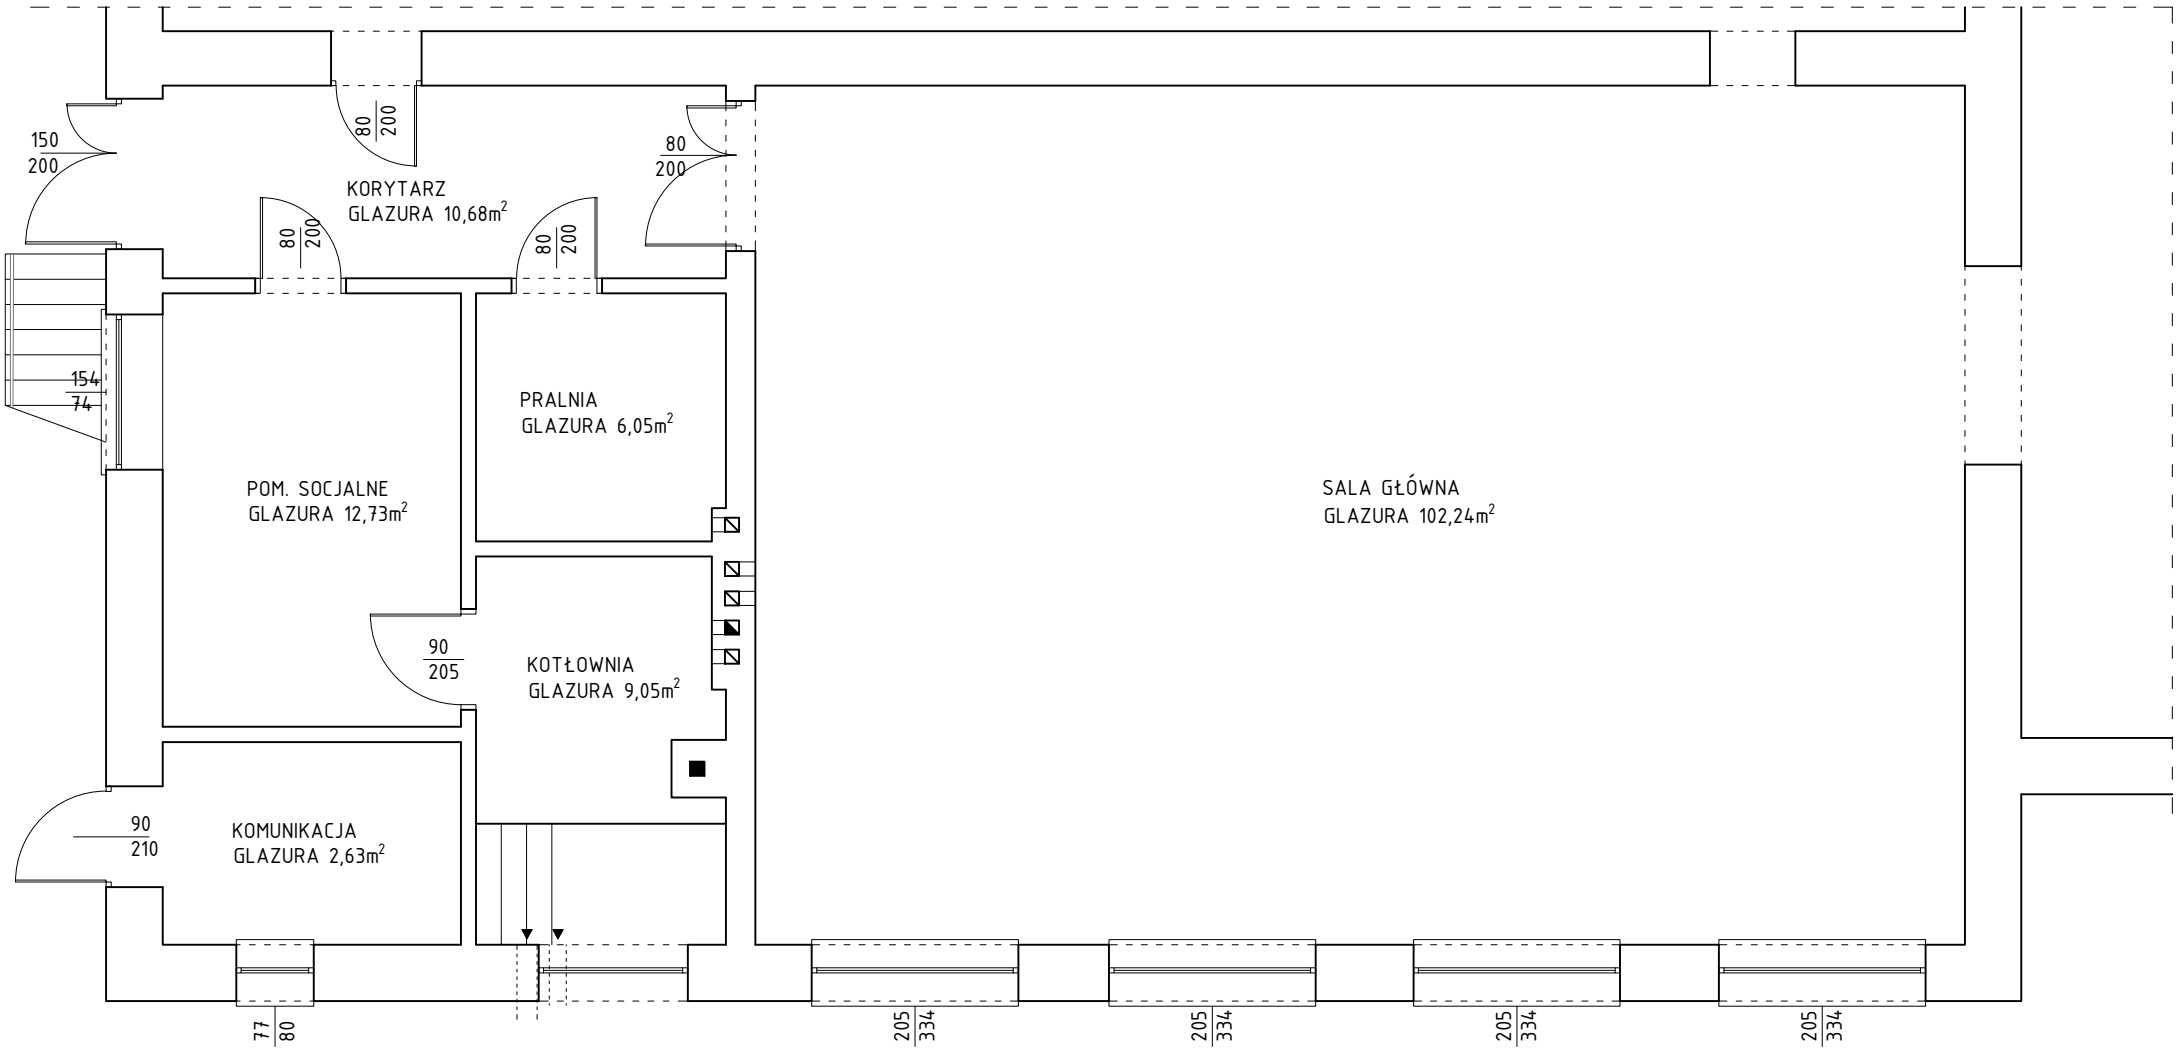 80
200
150
200
80
200
KORYTARZ
GLAZURA 10,68m²
80
200
80
200
154
74
PRALNIA
GLAZURA 6,05m²
POM. SOCJALNE
GLAZURA 12,73m²
SALA GŁÓWNA
GLAZURA 102,24m²
90
205
KOTŁOWNIA
GLAZURA 9,05m²
90
210
KOMUNIKACJA
GLAZURA 2,63m²
77
80
205
334
205
334
205
334
205
334